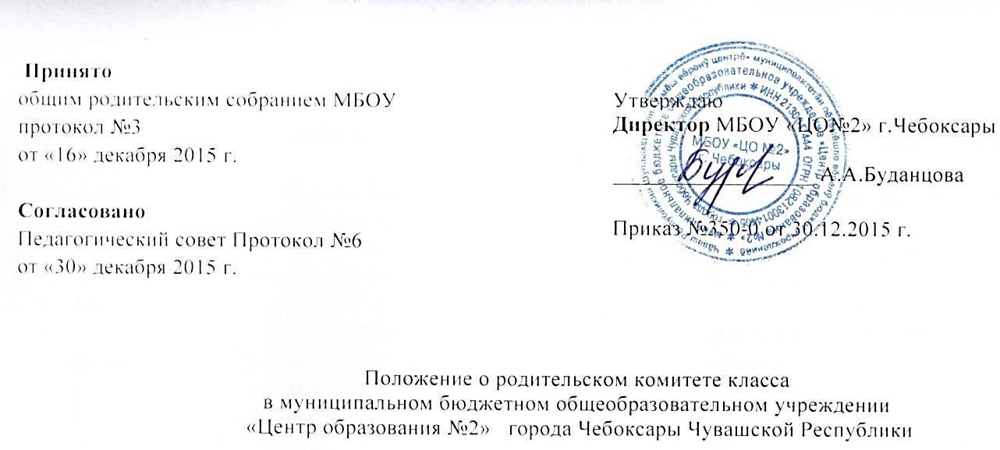 Принято
общим родительским собранием МБОУ
протокол №3
от «16» декабря 2015 г.
Согласовано
Педагогический совет Протокол №6
от «30» декабря 2015 г.
Утверждаю
Директор МБОУ «ЦО№2» г.Чебоксары
А.А.Буданцова
Приказ №350-0 от 30.12.2015 г.
МБОУ «ЦО №2»
г. Чебоксары
Положение о родительском комитете класса
в муниципальном бюджетном общеобразовательном учреждении
«Центр образования №2» города Чебоксары Чувашской Республики